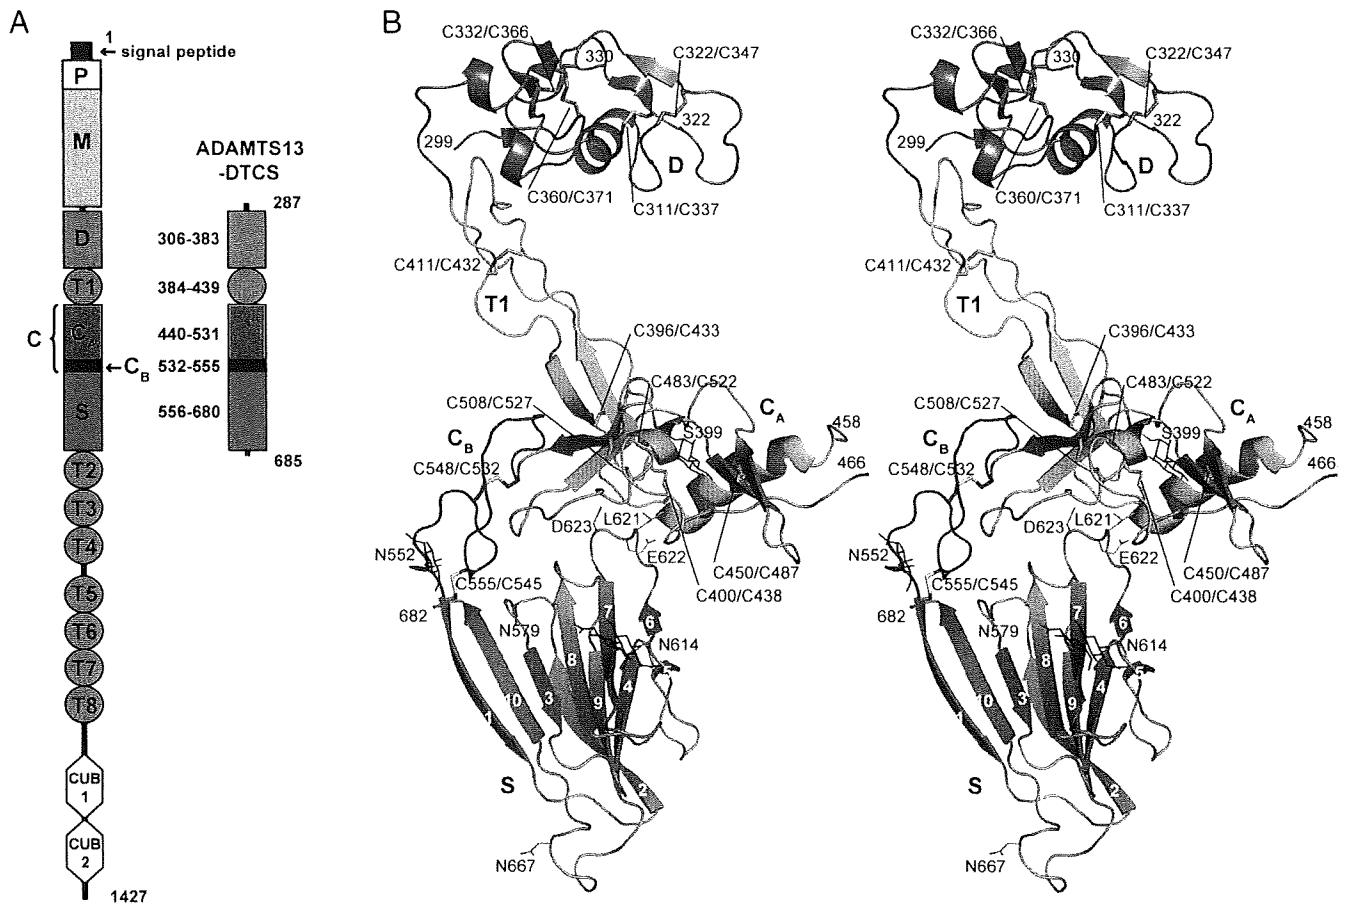 A
1
signal peptide
P
M
D
T1
C
C
C_B
S
T2
T3
T4
T5
T6
T7
T8
CUB
1
CUB
2
1427
ADAMTS13
-DTCS
287
306-383
384-439
440-531
532-555
556-680
685
B
C332/C366
330
C322/C347
299
322
D
C360/C371
C311/C337
C411/C432
T1
C396/C433
C483/C522
C508/C527
C_A
S399
458
C_B
466
C548/C532
D623
L621
E622
N552
C555/C545
C450/C487
C400/C438
682
N579
7
6
N614
8
5
10
3
9
4
1
S
2
N667
C332/C366
330
C322/C347
299
322
D
C360/C371
C311/C337
C411/C432
T1
C396/C433
C483/C522
C508/C527
C_A
S399
458
C_B
466
C548/C532
D623
L621
E622
N552
C555/C545
C450/C487
C400/C438
682
N579
7
6
N614
8
5
10
3
9
4
1
S
2
N667